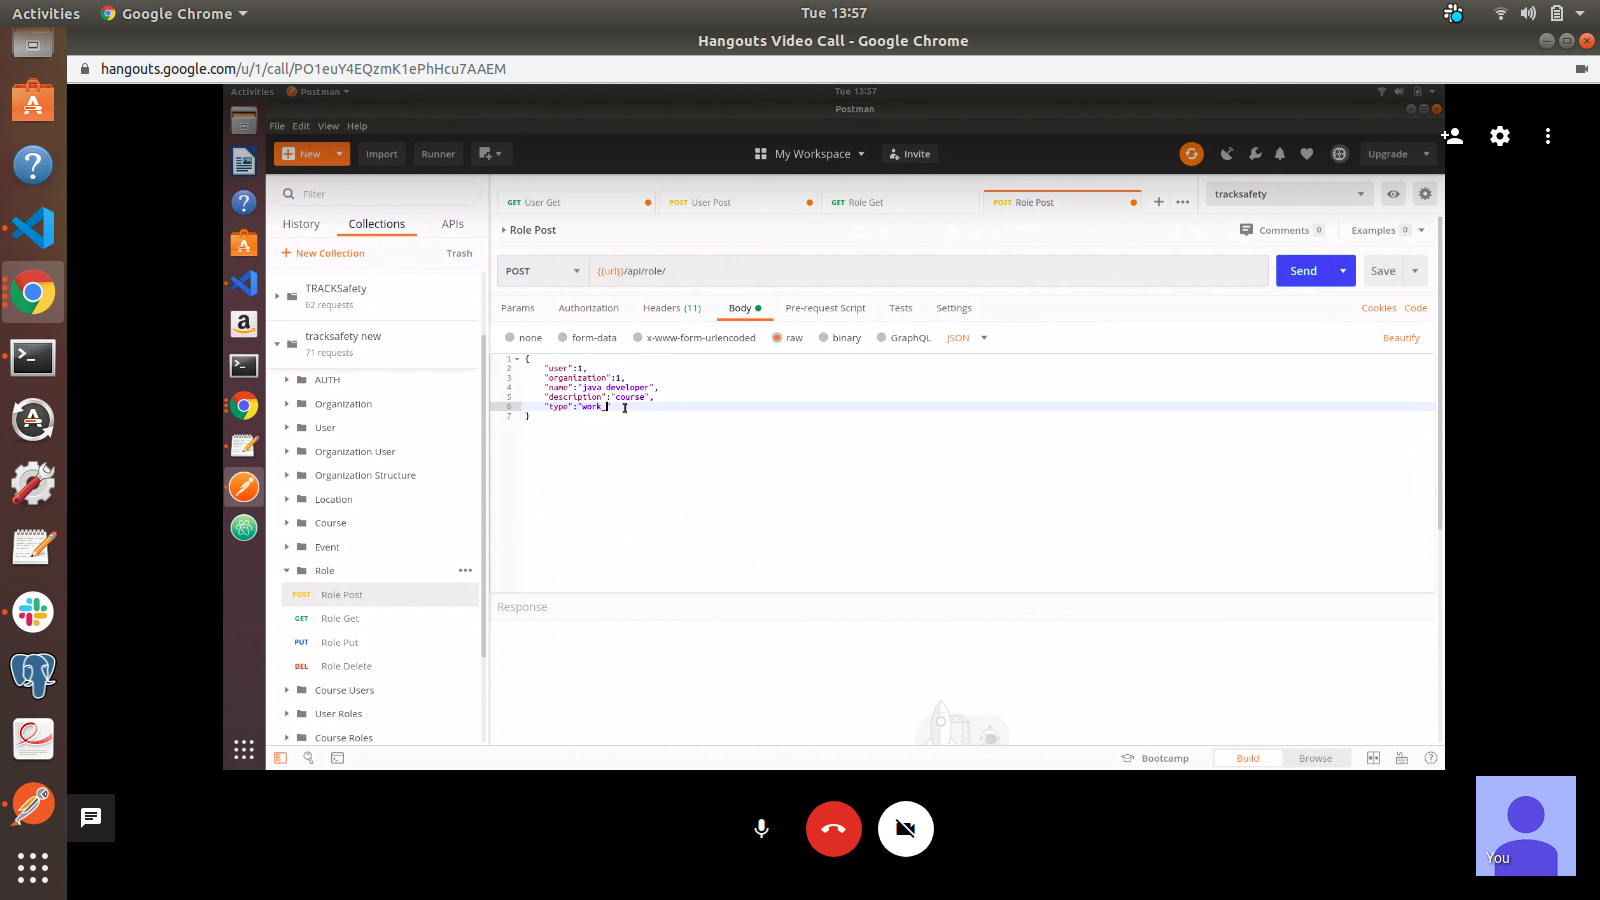 Activities Google Chrome Tue 13:57
Hangouts Video Call - Google Chrome
hangouts.google.com/u/1/call/PO1euY4EQzmK1ePhHcu7AAEM
Activities Postman Tue 13:57
Postman
File Edit View Help
New Import Runner My Workspace Invite Upgrade
Filter
History Collections APIs
+ New Collection Trash
TRACKSafety
62 requests
tracksafety new
71 requests
AUTH
Organization
User
Organization User
Organization Structure
Location
Course
Event
Role
POST Role Post
GET Role Get
PUT Role Put
DEL Role Delete
Course Users
User Roles
Course Roles
GET User Get POST User Post GET Role Get POST Role Post
tracksafety
Role Post Comments 0 Examples 0
POST {{url}}/api/role/ Send Save
Params Authorization Headers (11) Body Pre-request Script Tests Settings Cookies Code
none form-data x-www-form-urlencoded raw binary GraphQL JSON Beautify
1 {
2 "user":1,
3 "organization":1,
4 "name":"java developer",
5 "description":"course",
6 "type":"work_"
7 }
Response
Bootcamp Build Browse
You